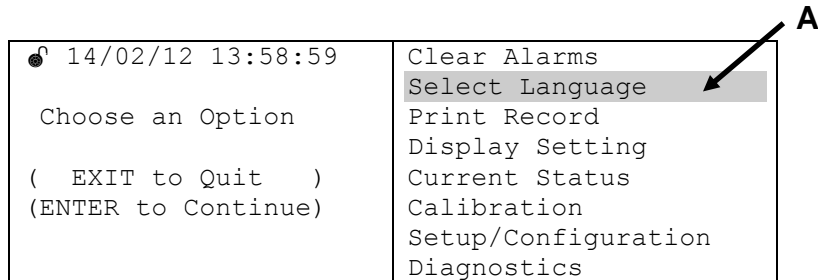 A
14/02/12 13:58:59
Choose an Option
( EXIT to Quit )
(ENTER to Continue)
Clear Alarms
Select Language
Print Record
Display Setting
Current Status
Calibration
Setup/Configuration
Diagnostics